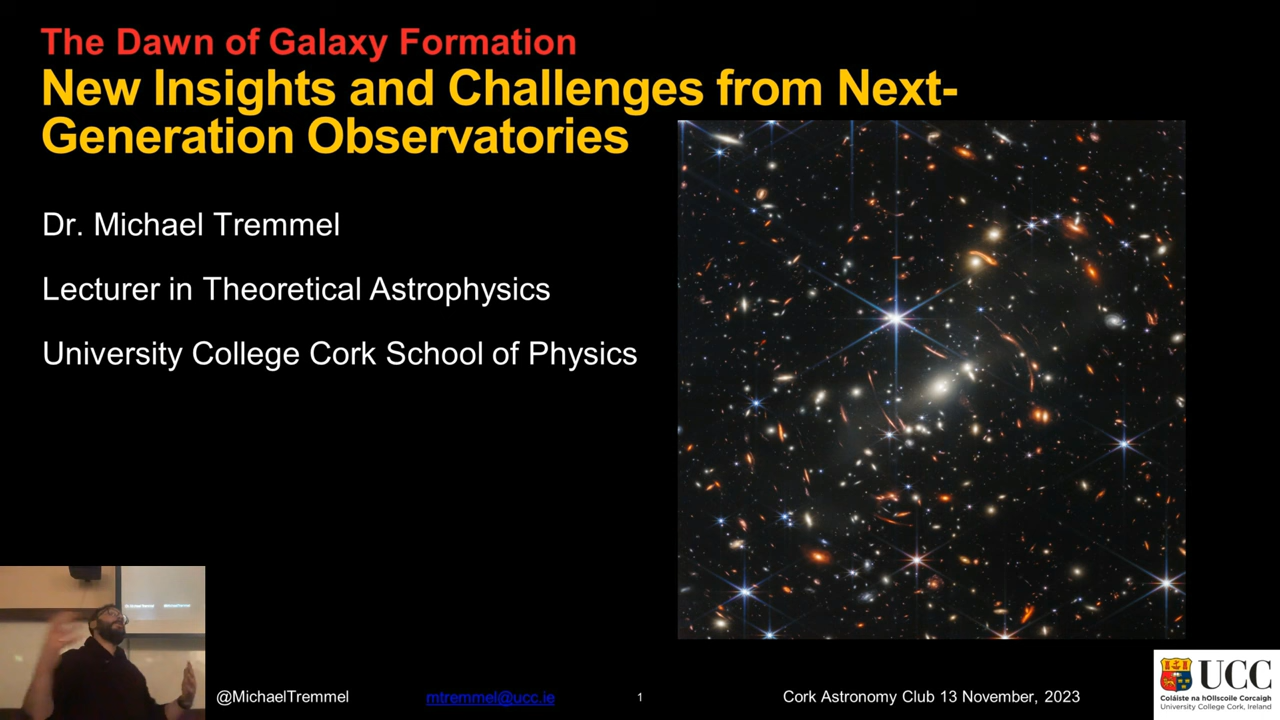 The Dawn of Galaxy Formation
New Insights and Challenges from Next-
Generation Observatories
Dr. Michael Tremmel
Lecturer in Theoretical Astrophysics
University College Cork School of Physics
@MichaelTremmel
mtremmel@ucc.ie
1
Cork Astronomy Club 13 November, 2023
UCC
Coláiste na hOllscoile Corcaigh
University College Cork, Ireland